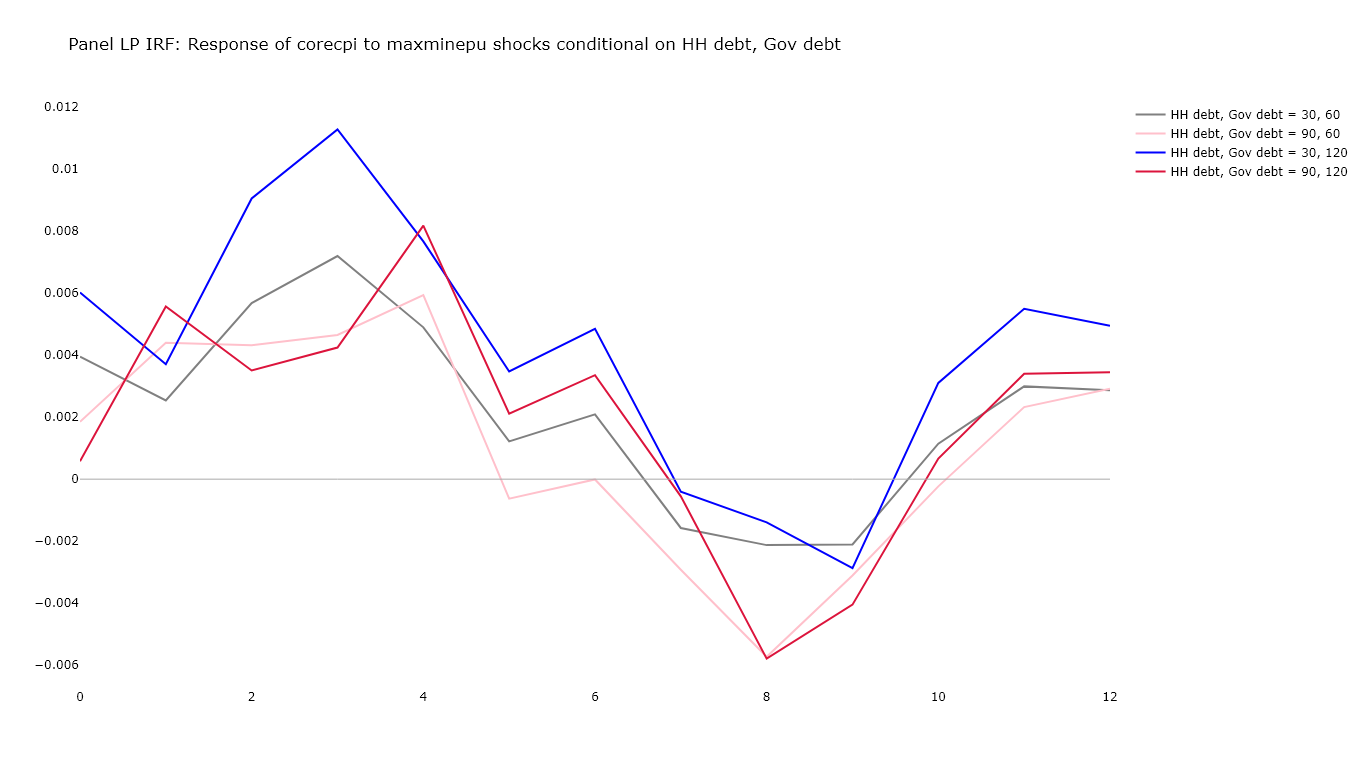 Panel LP IRF: Response of corecpi to maxminepu shocks conditional on HH debt, Gov debt
0.012
0.01
0.008
0.006
0.004
0.002
0
−0.002
−0.004
−0.006
0 2 4 6 8 10 12
HH debt, Gov debt = 30, 60
HH debt, Gov debt = 90, 60
HH debt, Gov debt = 30, 120
HH debt, Gov debt = 90, 120